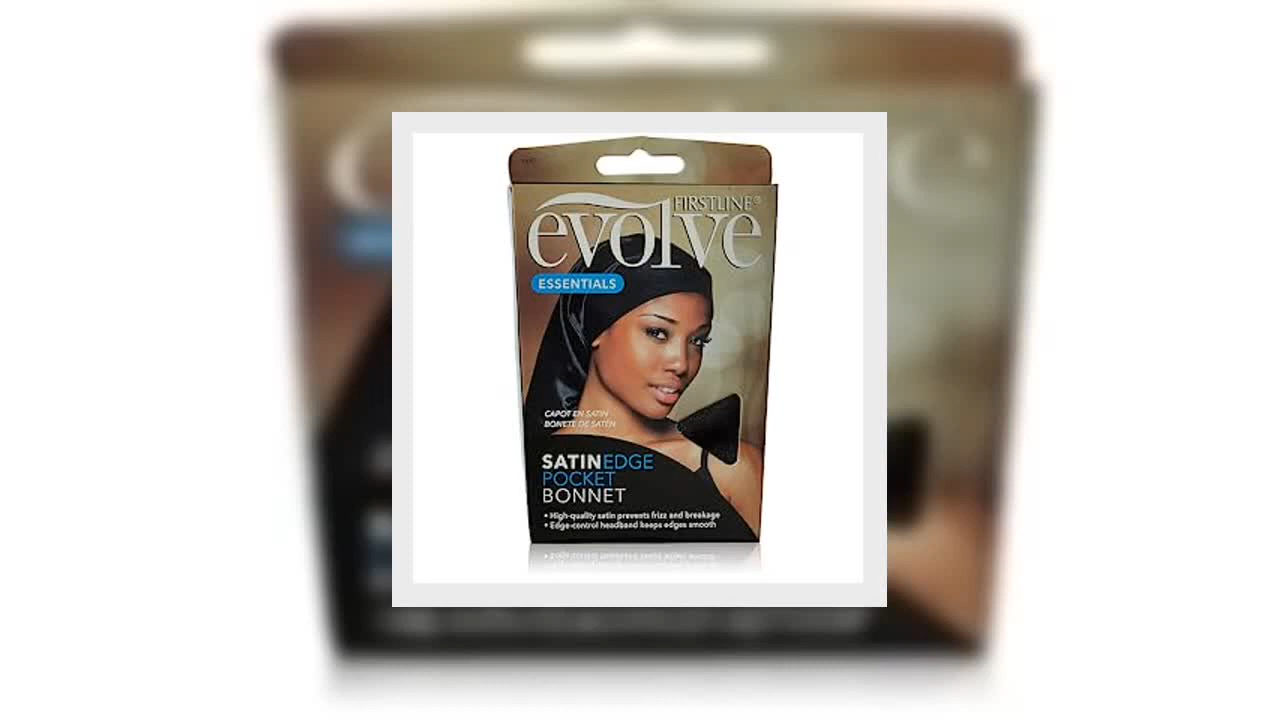 FIRSTLINE®
evolve
ESSENTIALS
CAPOT EN SATIN
BONETE DE SATÉN
SATINEDGE
POCKET
BONNET
• High-quality satin prevents frizz and breakage
• Edge-control headband keeps edges smooth